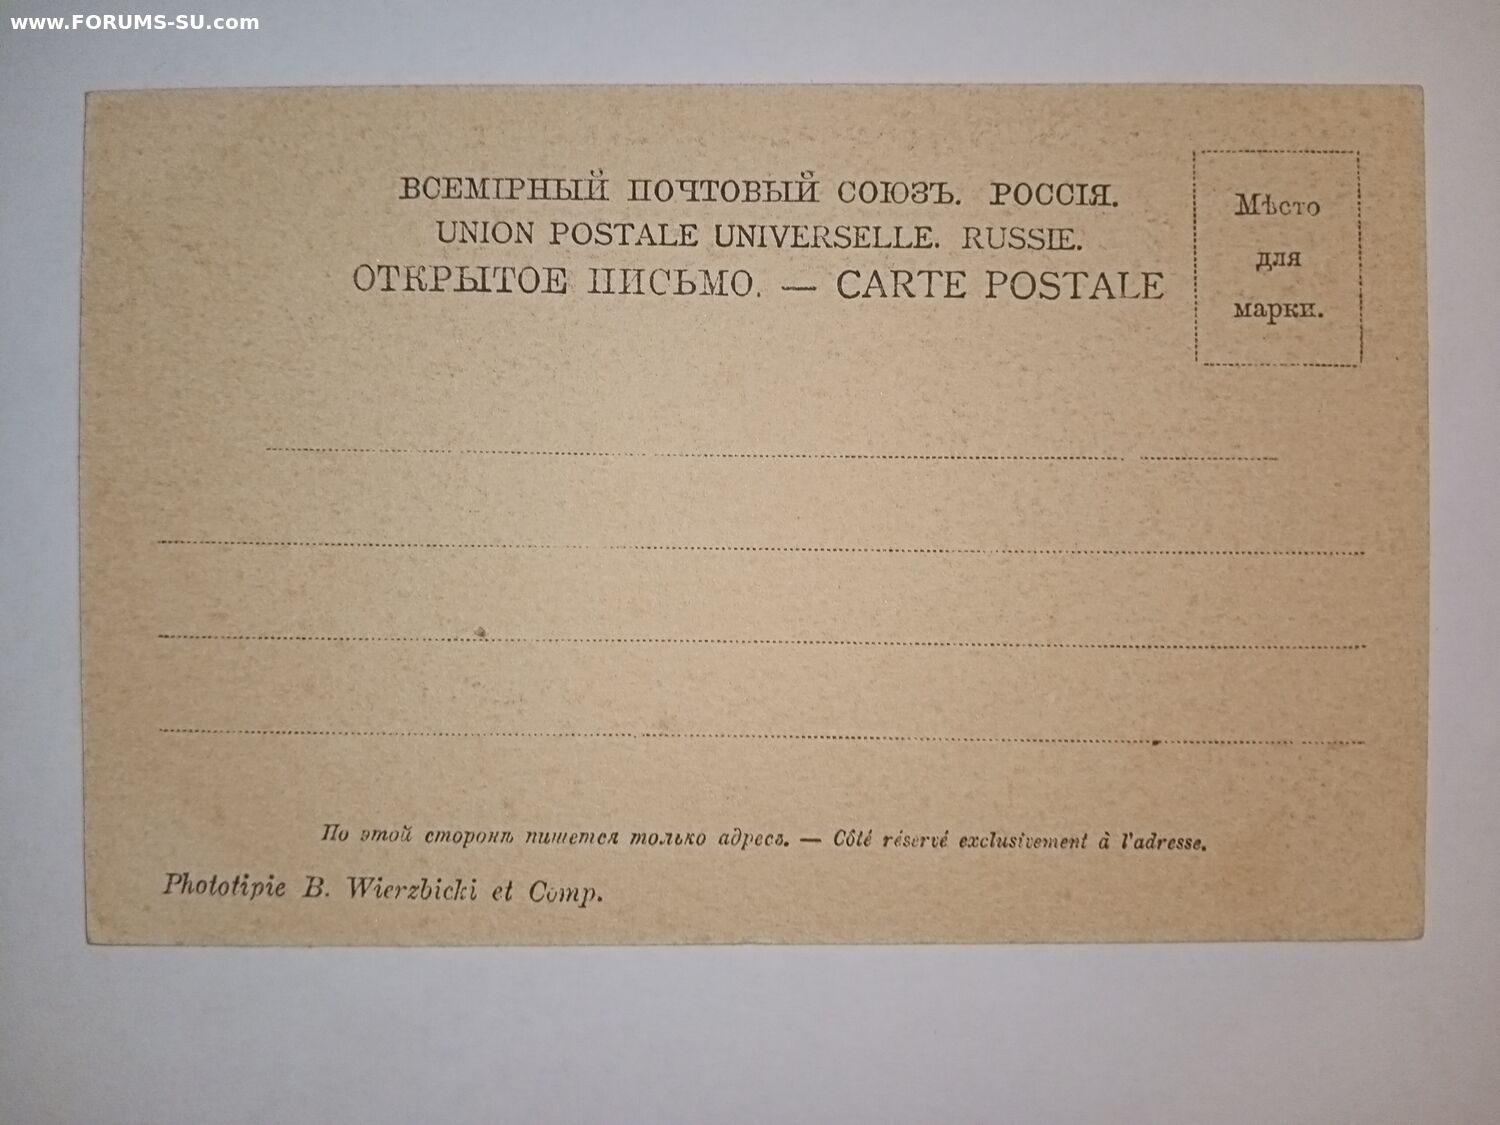 www.FORUMS-SU.com
ВСЕМІРНЫЙ ПОЧТОВЫЙ СОЮЗЪ. РОССІЯ.
UNION POSTALE UNIVERSELLE. RUSSIE.
ОТКРЫТОЕ ПИСЬМО. — CARTE POSTALE
Мѣсто
для
марки.
По этой сторонѣ пишется только адресъ. — Côté réservé exclusivement à l'adresse.
Phototipie B. Wierzbicki et Comp.